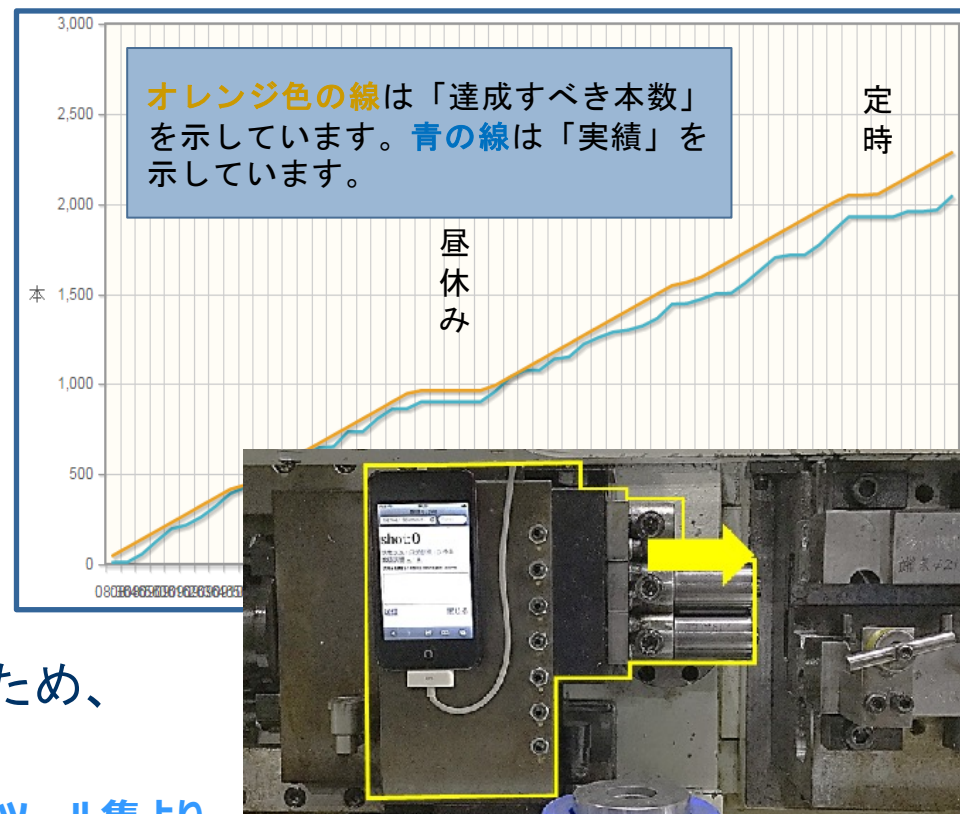 3,000
オレンジ色の線は「達成すべき本数」
を示しています。青の線は「実績」を
示しています。
定時
2,500
2,000
昼休み
本
1,500
1,000
500
0
shot:0
閉じる
ため、